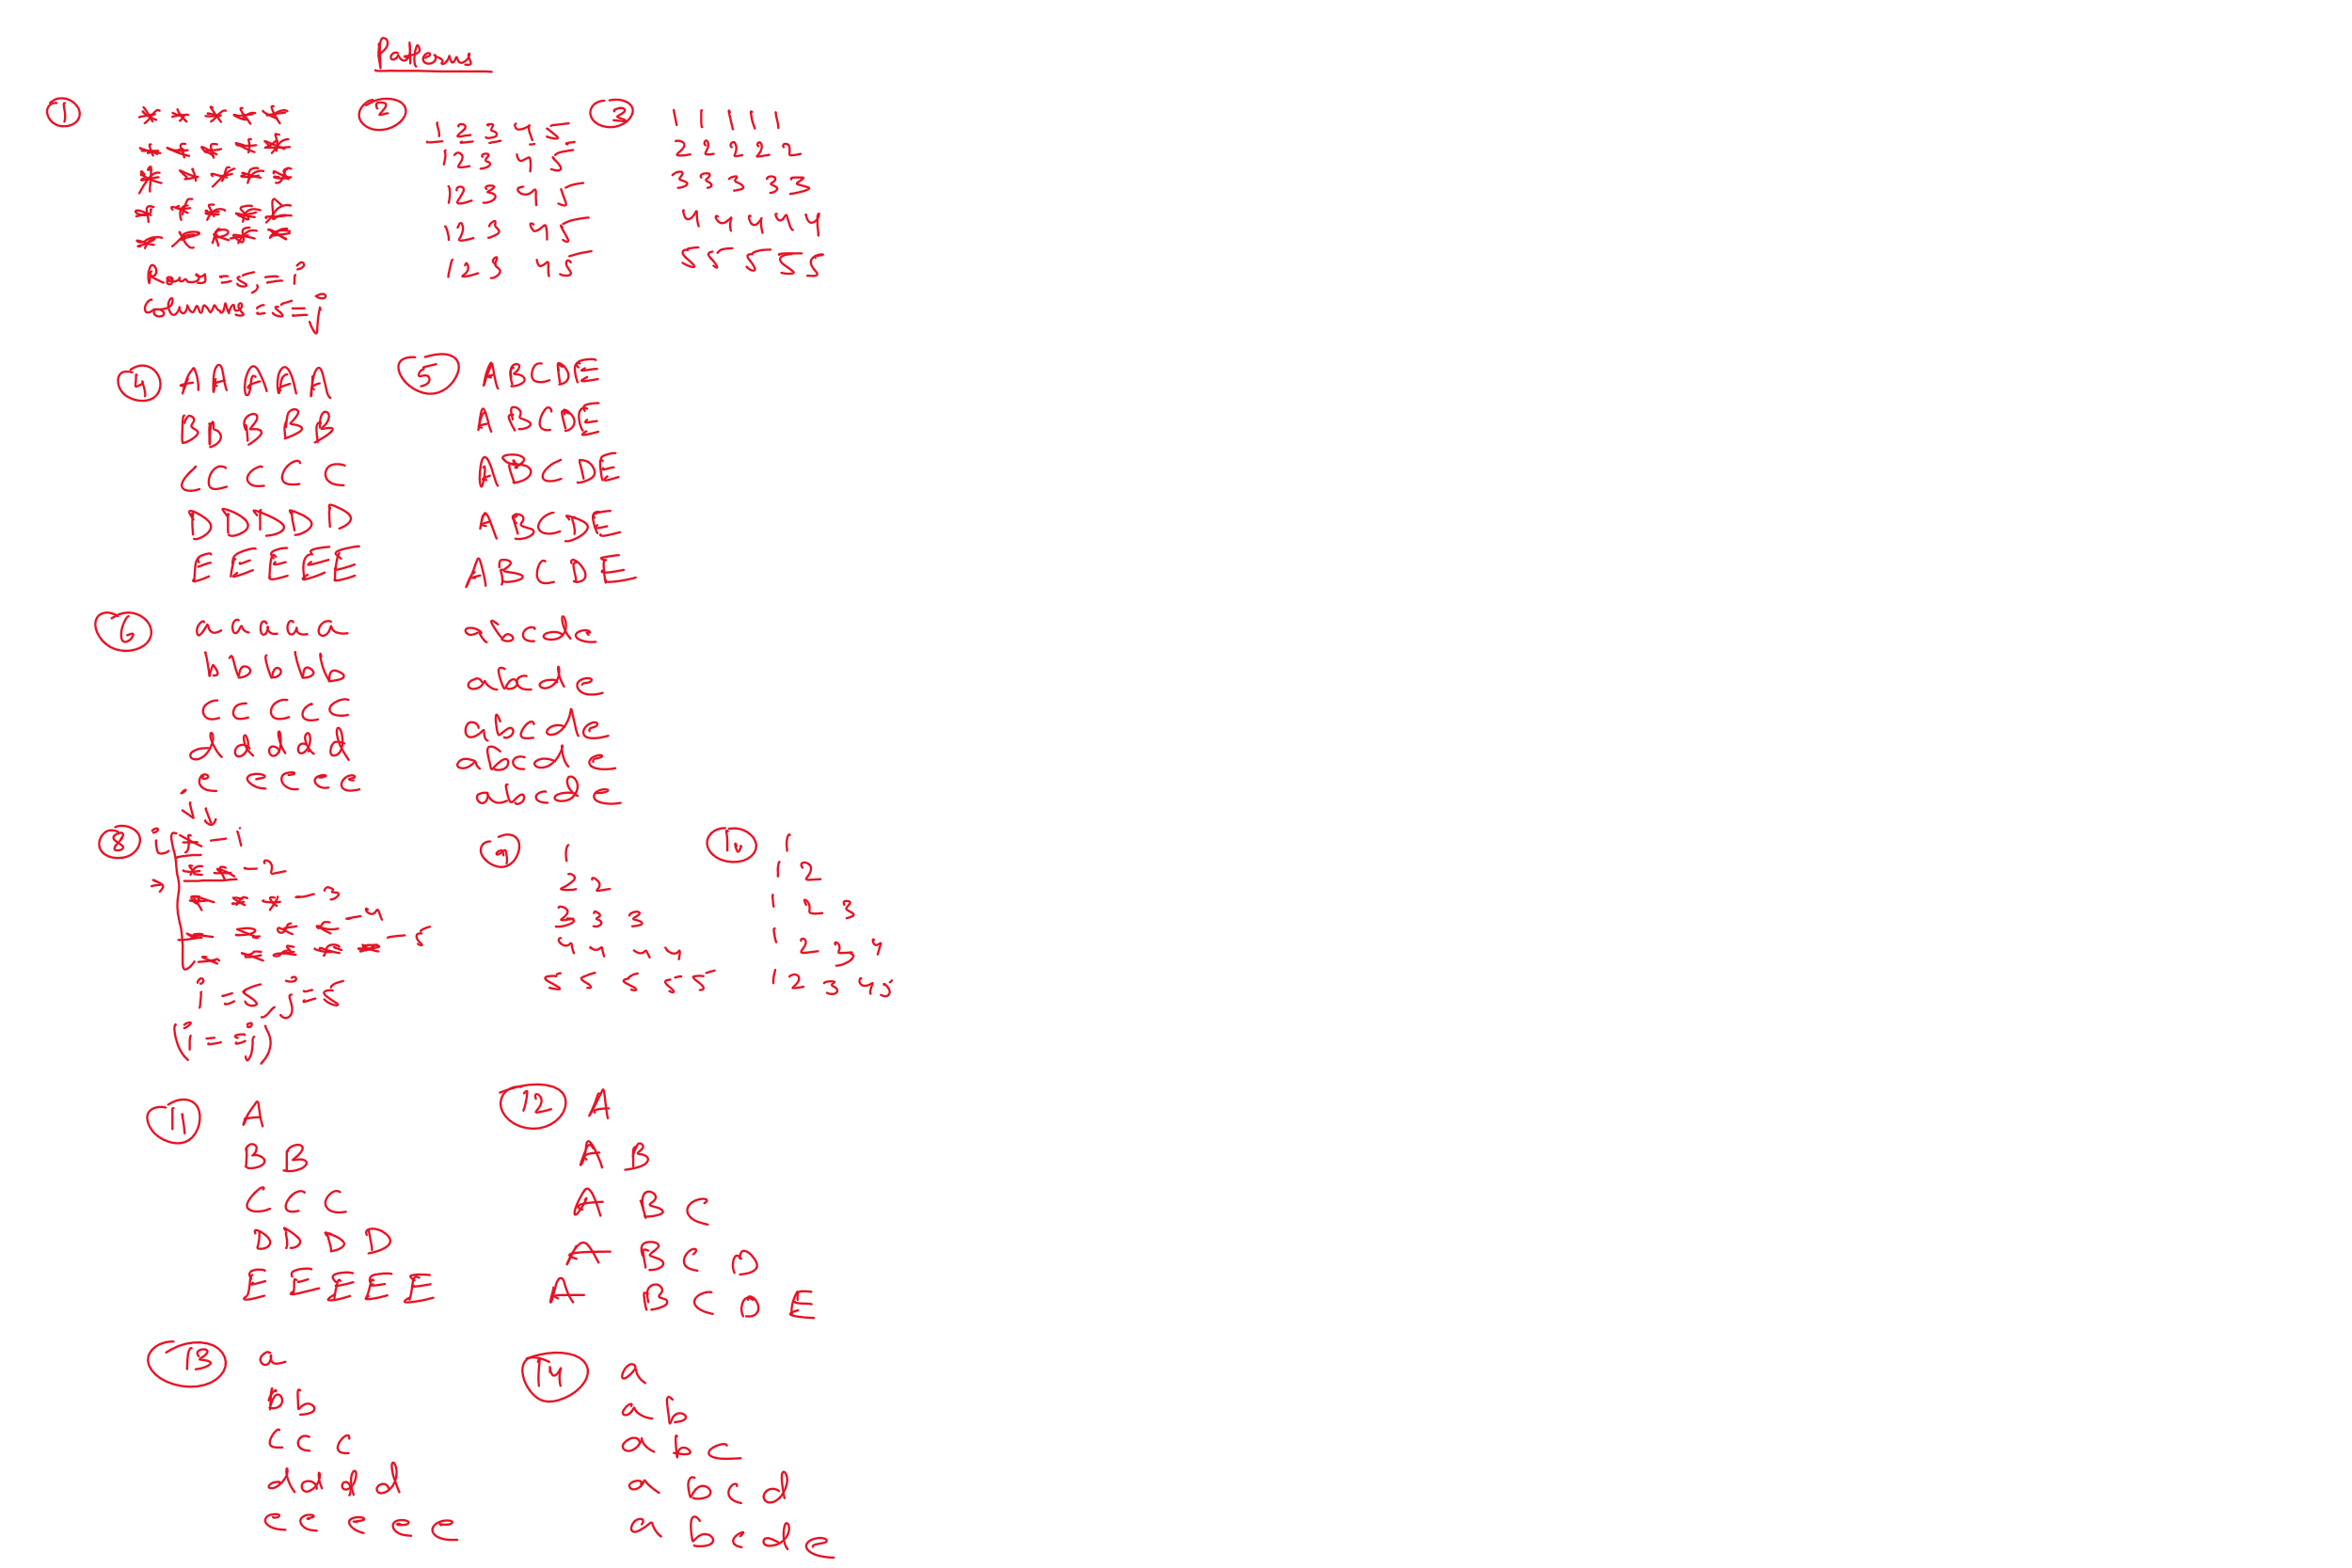 Patterns
①
* * * * *
* * * * *
* * * * *
* * * * *
* * * * *
Rows = 5, = i
Columns = 5 = j
②
1 2 3 4 5
1 2 3 4 5
1 2 3 4 5
1 2 3 4 5
1 2 3 4 5
③
1 1 1 1 1
2 2 2 2 2
3 3 3 3 3
4 4 4 4 4
5 5 5 5 5
④
A A A A A
B B B B B
C C C C C
D D D D D
E E E E E
⑤
A B C D E
A B C D E
A B C D E
A B C D E
A B C D E
⑥
a a a a a
b b b b b
c c c c c
d d d d d
e e e e e
a b c d e
a b c d e
a b c d e
a b c d e
a b c d e
⑧
i * - 1
* * - 2
* * * - 3
* * * * - 4
* * * * * - 5
i = 5, j = 5
(i = = j)
⑨
1
2 2
3 3 3
4 4 4 4
5 5 5 5 5
⑩
1
1 2
1 2 3
1 2 3 4
1 2 3 4 5
⑪
A
B B
C C C
D D D D
E E E E E
⑫
A
A B
A B C
A B C D
A B C D E
⑬
a
b b
c c c
d d d d
e e e e e
⑭
a
a b
a b c
a b c d
a b c d e